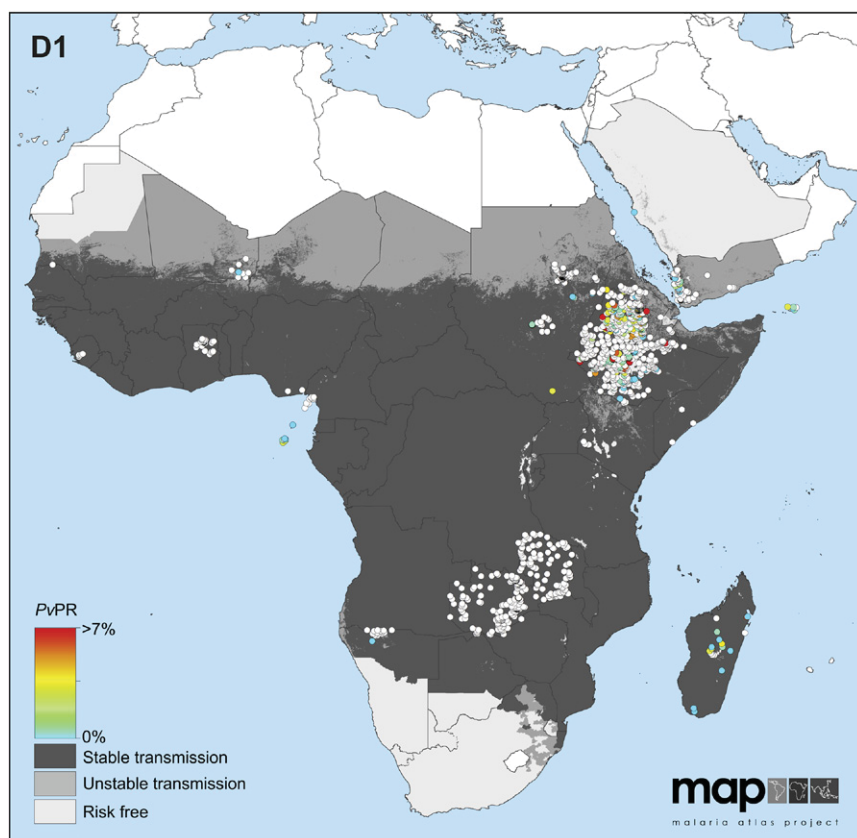 D1
PvPR
>7%
0%
Stable transmission
Unstable transmission
Risk free
map
malaria atlas project